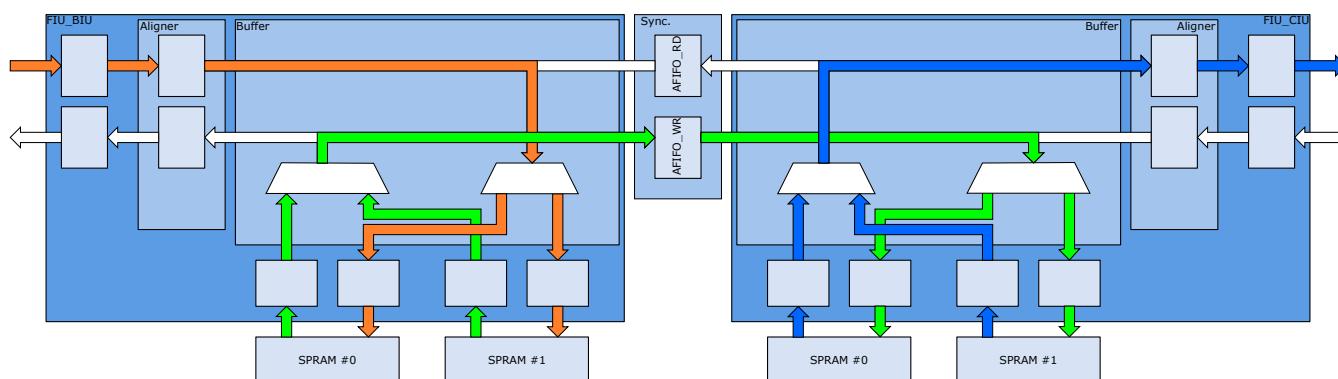 FIU_BIU
Aligner
Buffer
Sync.
AFIFO_RD
AFIFO_WR
Buffer
Aligner
FIU_CIU
SPRAM #0
SPRAM #1
SPRAM #0
SPRAM #1